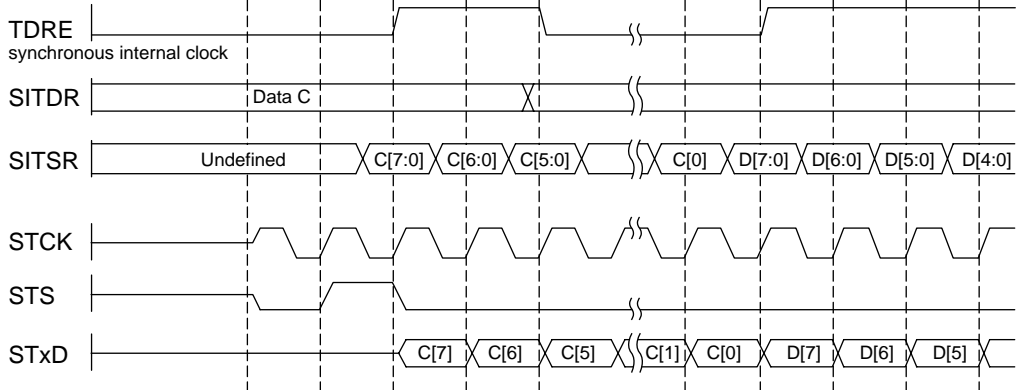 TDRE
synchronous internal clock
SITDR Data C
SITSR Undefined C[7:0] C[6:0] C[5:0] C[0] D[7:0] D[6:0] D[5:0] D[4:0]
STCK
STS
STxD C[7] C[6] C[5] C[1] C[0] D[7] D[6] D[5]